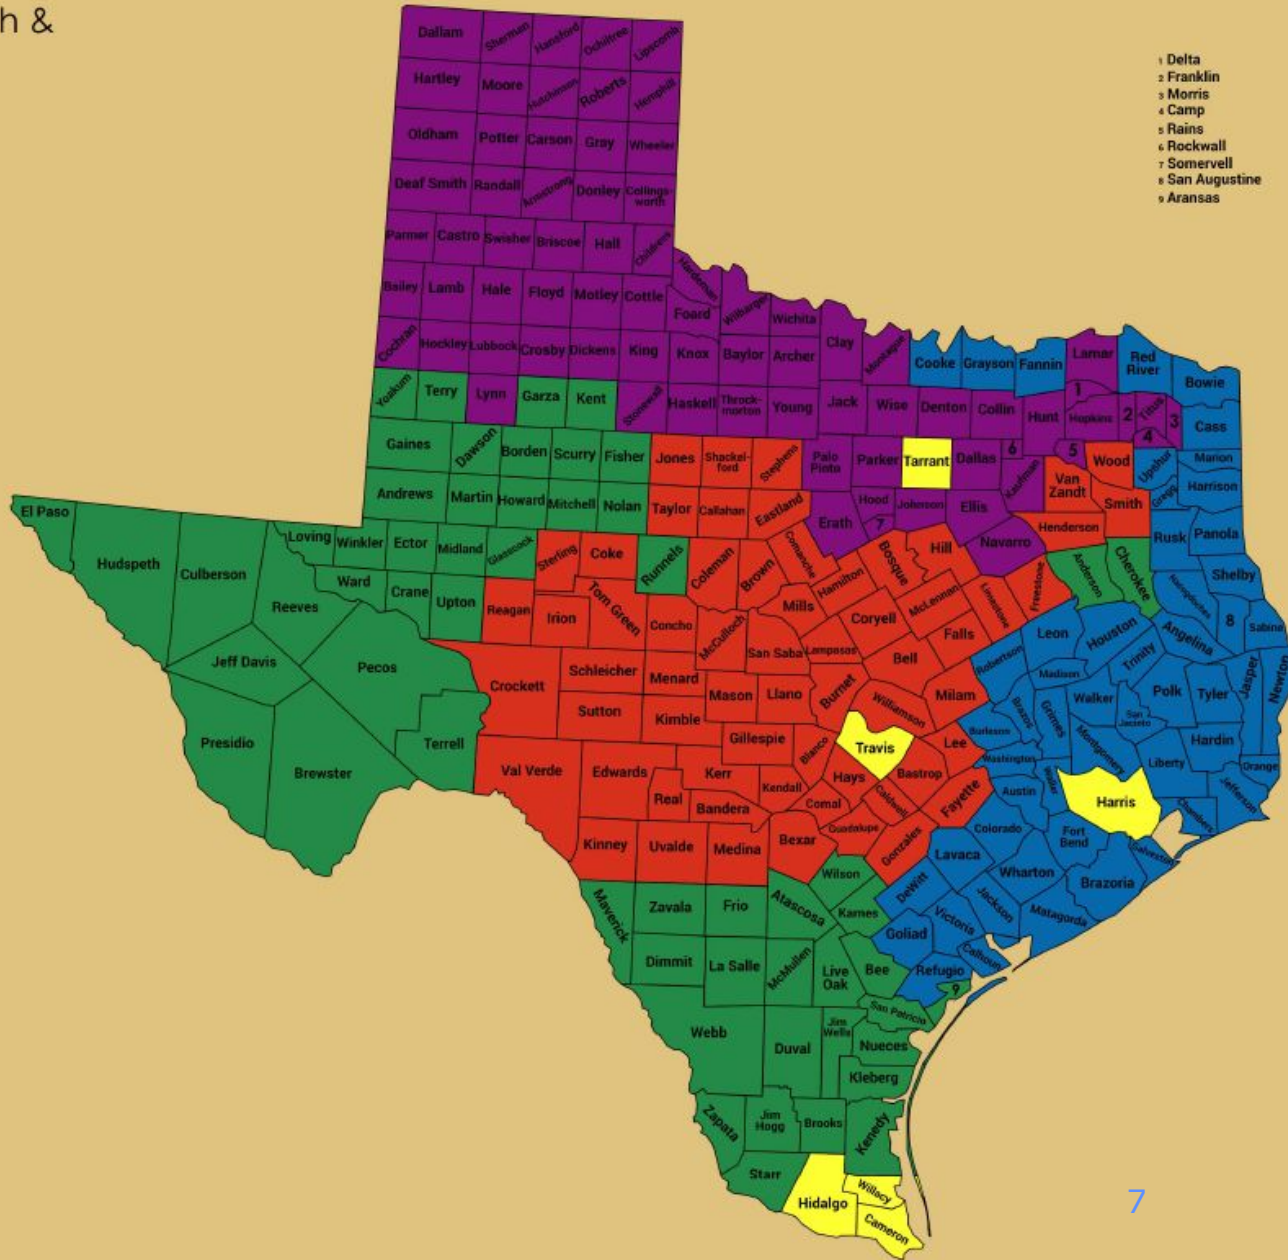 h &
1 Delta
2 Franklin
3 Morris
4 Camp
5 Rains
6 Rockwall
7 Somervell
8 San Augustine
9 Aransas
Dallam Sherman Hansford Ochiltree Lipscomb
Hartley Moore Hutchinson Roberts Hemphill
Oldham Potter Carson Gray Wheeler
Deaf Smith Randall Armstrong Donley Collings-
worth
Parmer Castro Swisher Briscoe Hall Childress
Bailey Lamb Hale Floyd Motley Cottle Hardeman
Foard Wilbarger Wichita
Cochran Hockley Lubbock Crosby Dickens King Knox Baylor Archer Clay Montague Cooke Grayson Fannin Lamar Red
River Bowie
Yoakum Terry Lynn Garza Kent Stonewall Haskell Throck-
morton Young Jack Wise Denton Collin Hunt 1 Hopkins 2 Titus 3 Cass
4
Gaines Dawson Borden Scurry Fisher Jones Shackel-
ford Stephens Palo
Pinto Parker Tarrant Dallas 6 Kaufman 5 Wood Upshur Marion
Andrews Martin Howard Mitchell Nolan Taylor Callahan Eastland Erath Hood 7 Johnson Ellis Van
Zandt Smith Gregg Harrison
El Paso Hudspeth Culberson Loving Winkler Ector Midland Glasscock Sterling Coke Runnels Coleman Brown Comanche Hamilton Bosque Hill Navarro Henderson Rusk Panola
Reeves Ward Crane Upton Reagan Irion Tom Green Concho McCulloch Mills Coryell McLennan Limestone Freestone Anderson Cherokee Nacogdoches Shelby
Jeff Davis Pecos Crockett Schleicher Menard San Saba Lampasas Bell Falls Robertson Leon Houston Angelina 8 Sabine
Sutton Kimble Mason Llano Burnet Williamson Milam Madison Trinity
Brazos Grimes Walker San
Jacinto Polk Tyler Jasper Newton
Presidio Brewster Terrell Val Verde Edwards Kerr Gillespie Blanco Travis Lee Burleson Washington Montgomery Liberty Hardin Orange
Real Bandera Kendall Hays Comal Caldwell Bastrop Fayette Austin Waller Harris Chambers Jefferson
Kinney Uvalde Medina Bexar Guadalupe Gonzales Colorado Fort
Bend Galveston
Maverick Zavala Frio Atascosa Wilson Karnes DeWitt Lavaca Wharton Brazoria
Dimmit La Salle McMullen Live
Oak Bee Goliad Victoria Jackson Matagorda
Refugio Calhoun
9
San Patricio
Webb Duval Jim
Wells Nueces
Kleberg
Zapata Jim
Hogg Brooks Kenedy
Starr Hidalgo Willacy
Cameron
7